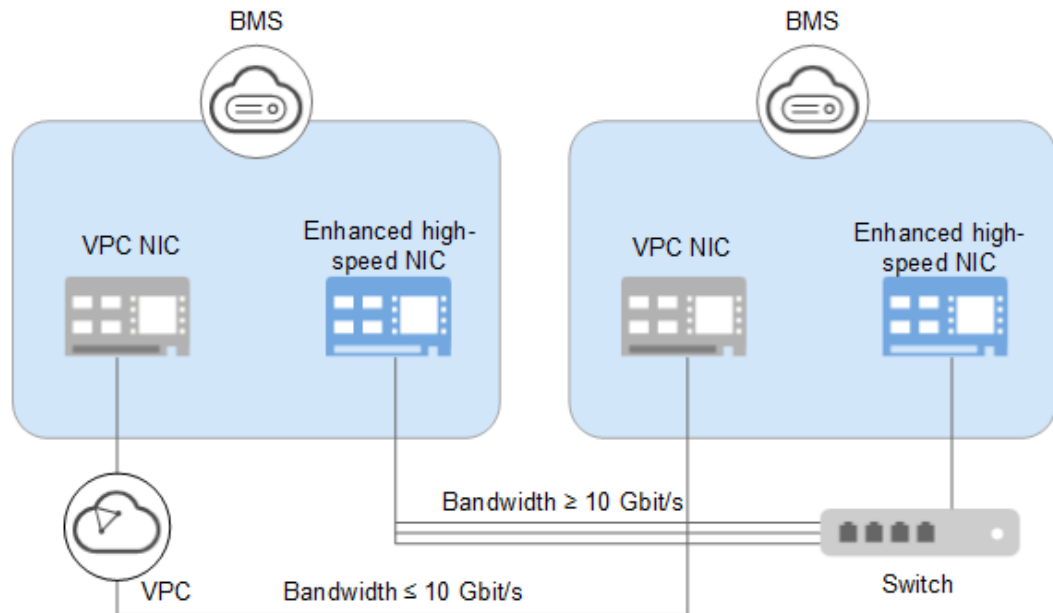 BMS
BMS
VPC NIC
Enhanced high-
speed NIC
VPC NIC
Enhanced high-
speed NIC
Bandwidth ≥ 10 Gbit/s
VPC
Bandwidth ≤ 10 Gbit/s
Switch